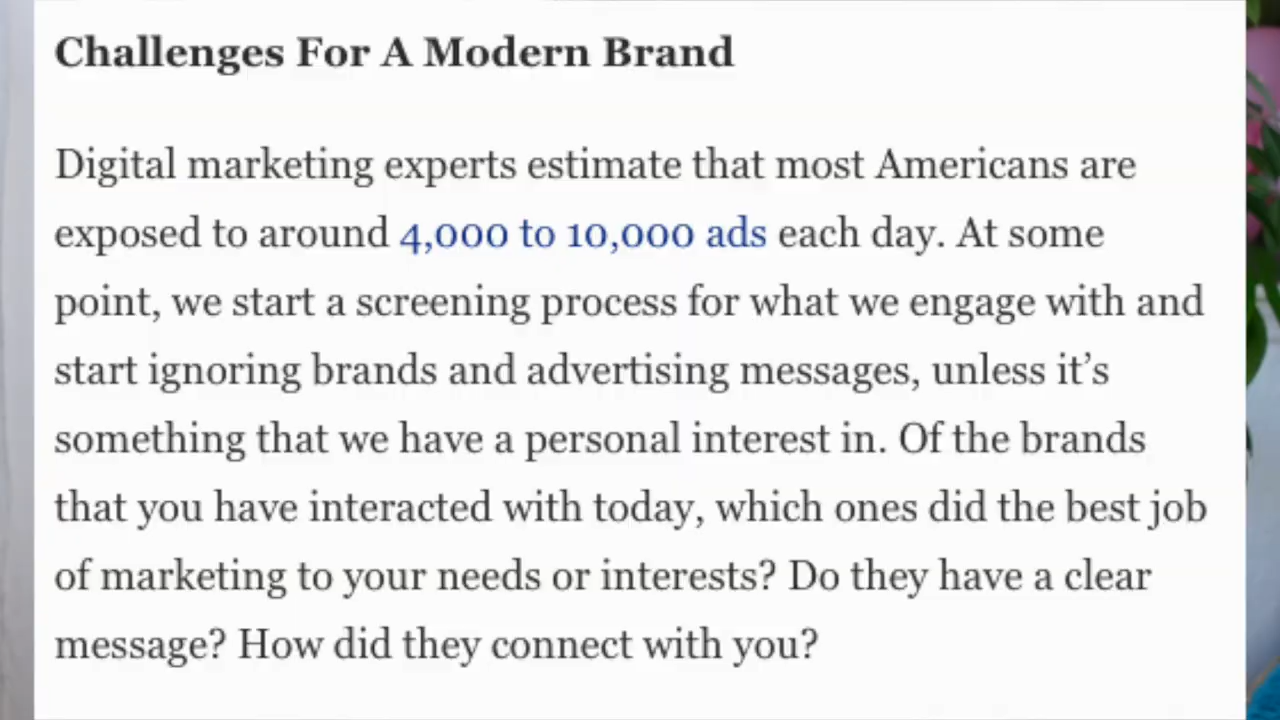 Challenges For A Modern Brand
Digital marketing experts estimate that most Americans are
exposed to around 4,000 to 10,000 ads each day. At some
point, we start a screening process for what we engage with and
start ignoring brands and advertising messages, unless it’s
something that we have a personal interest in. Of the brands
that you have interacted with today, which ones did the best job
of marketing to your needs or interests? Do they have a clear
message? How did they connect with you?